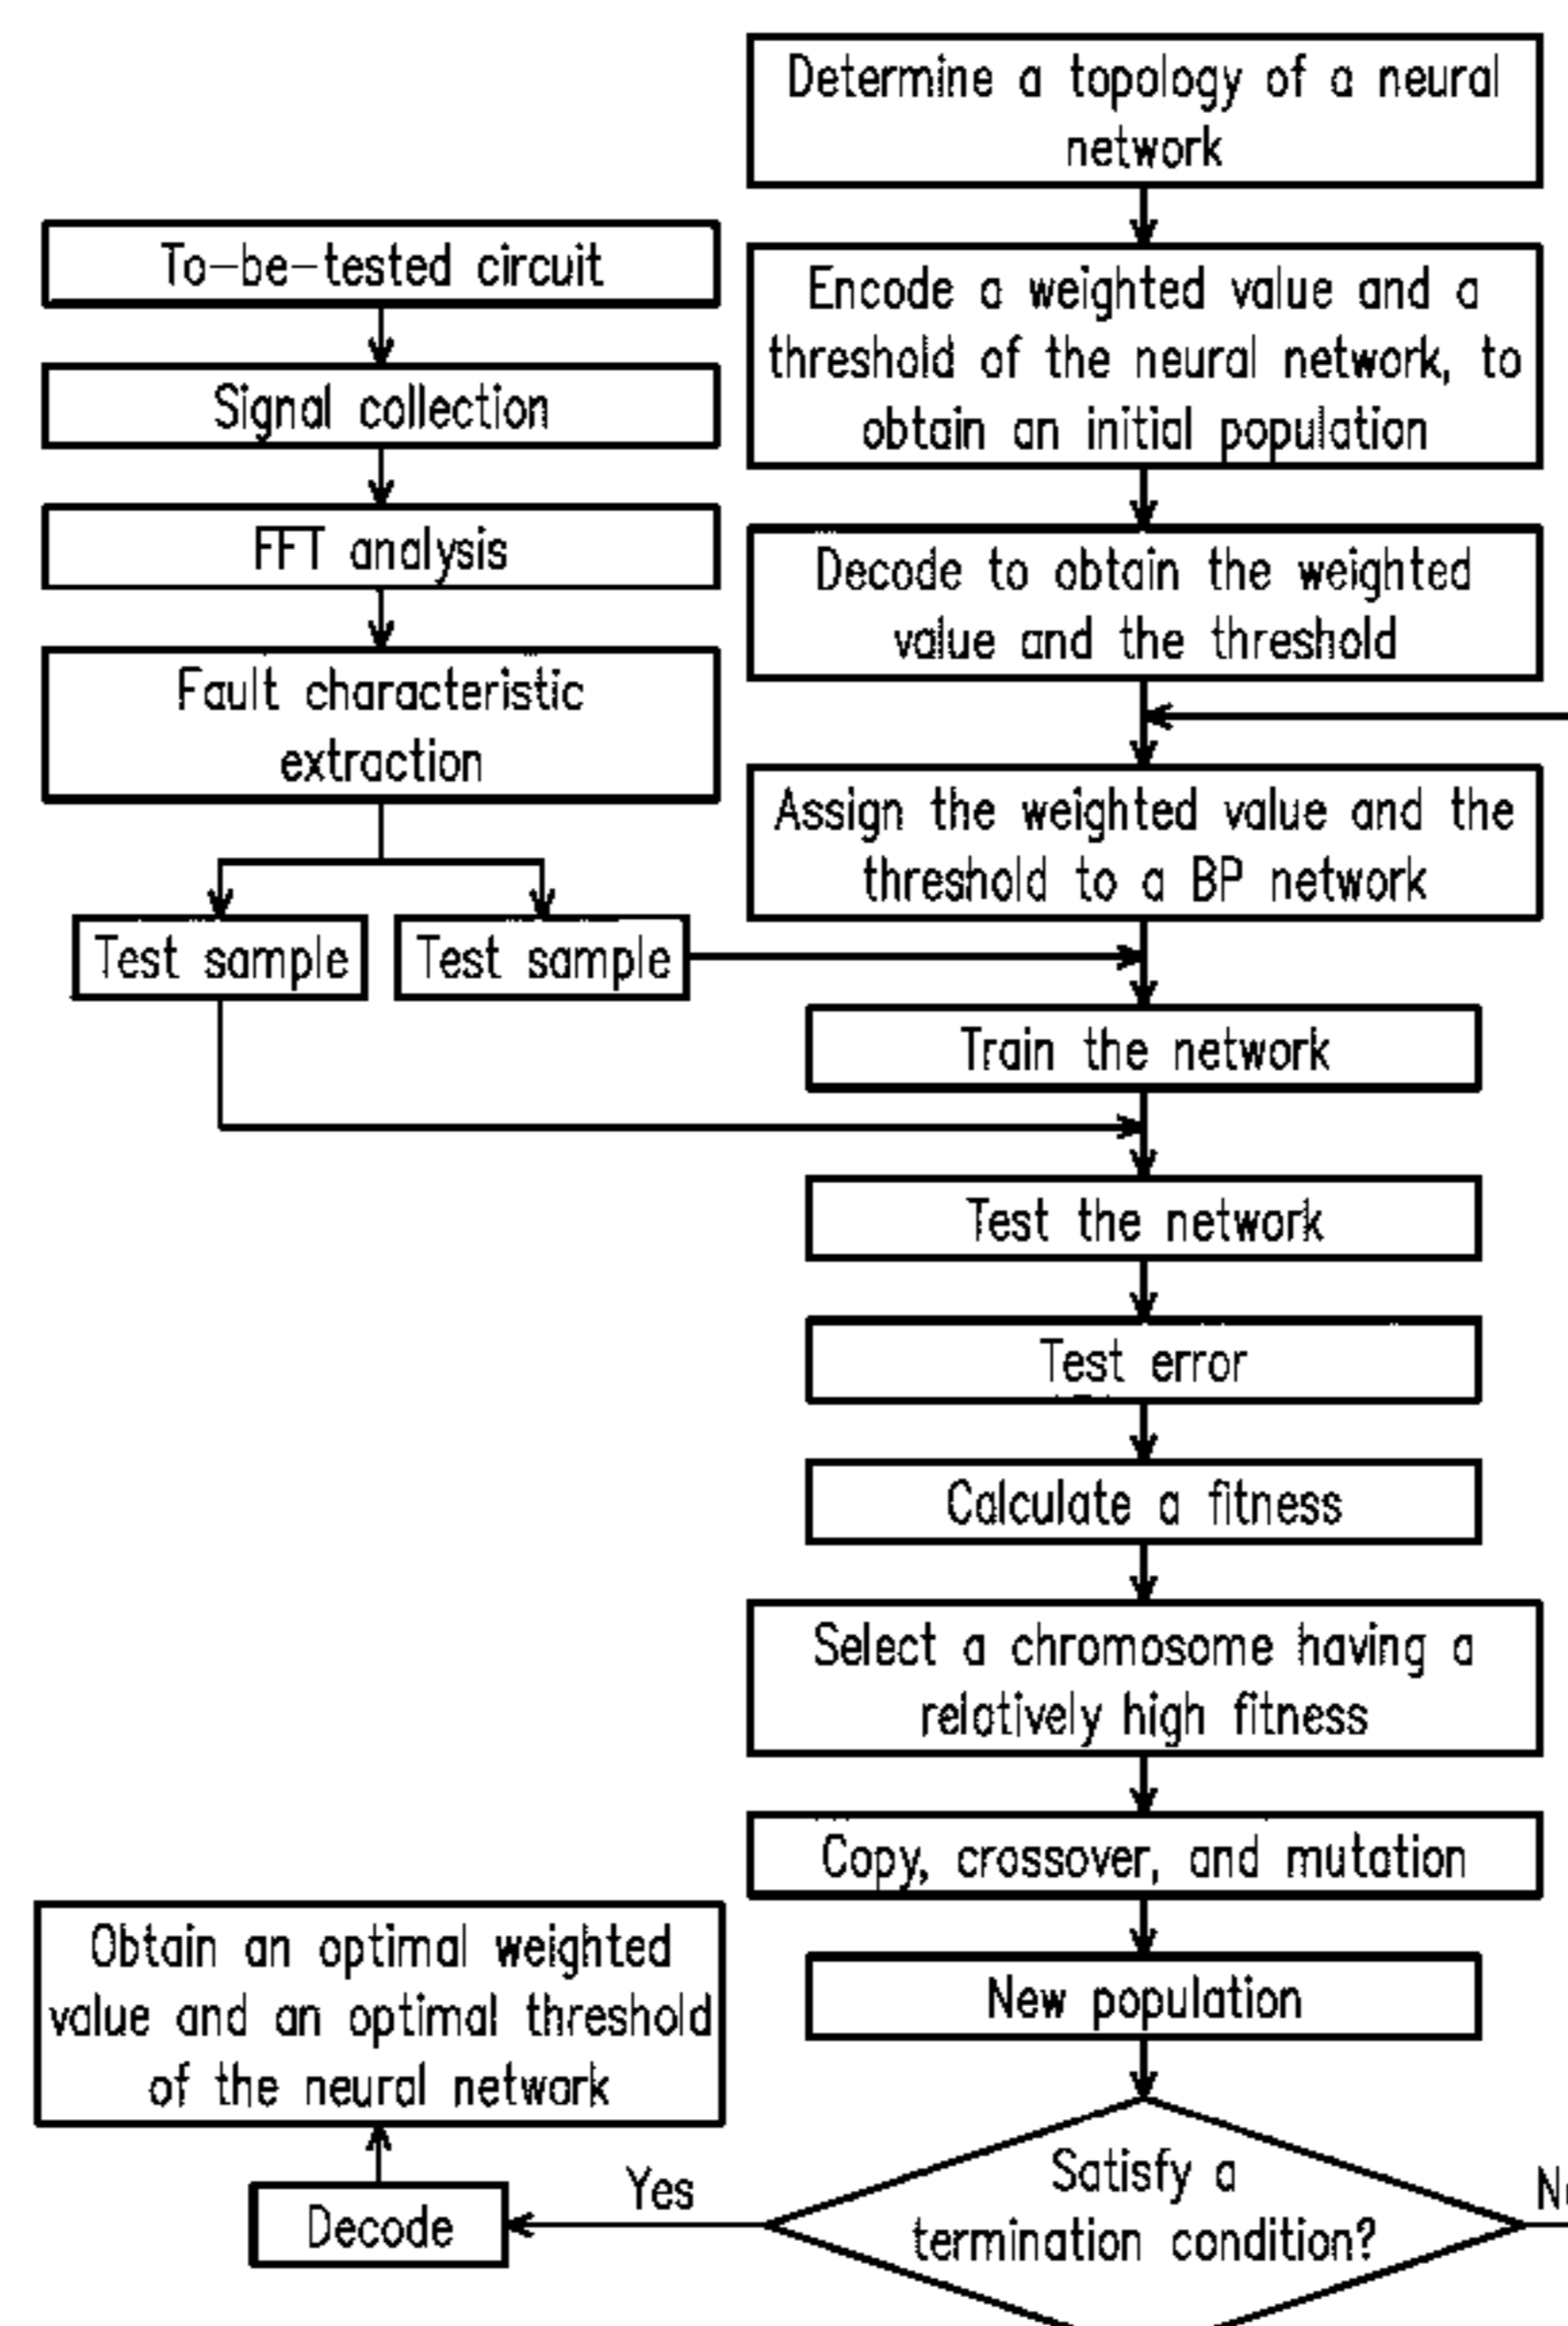 Determine a topology of a neural
network
Encode a weighted value and a
threshold of the neural network, to
obtain an initial population
Decode to obtain the weighted
value and the threshold
Assign the weighted value and the
threshold to a BP network
To-be-tested circuit
Signal collection
FFT analysis
Fault characteristic
extraction
Test sample
Test sample
Train the network
Test the network
Test error
Calculate a fitness
Select a chromosome having a
relatively high fitness
Copy, crossover, and mutation
New population
Satisfy a
termination condition?
Yes
Decode
Obtain an optimal weighted
value and an optimal threshold
of the neural network